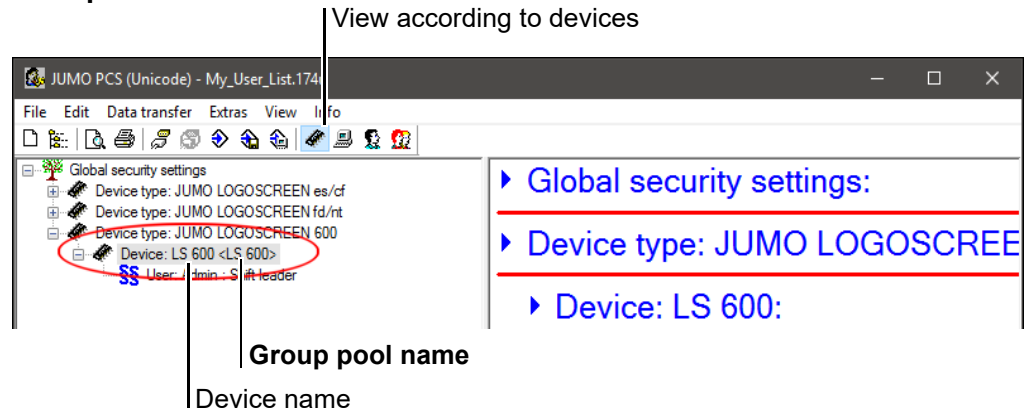 View according to devices
JUMO PCS (Unicode) - My_User_List.174
File Edit Data transfer Extras View Info
Global security settings
Device type: JUMO LOGOSCREEN es/cf
Device type: JUMO LOGOSCREEN fd/nt
Device type: JUMO LOGOSCREEN 600
Device: LS 600 <LS 600>
§§ User: Admin : Shift leader
Global security settings:
Device type: JUMO LOGOSCREE
Device: LS 600:
Group pool name
Device name